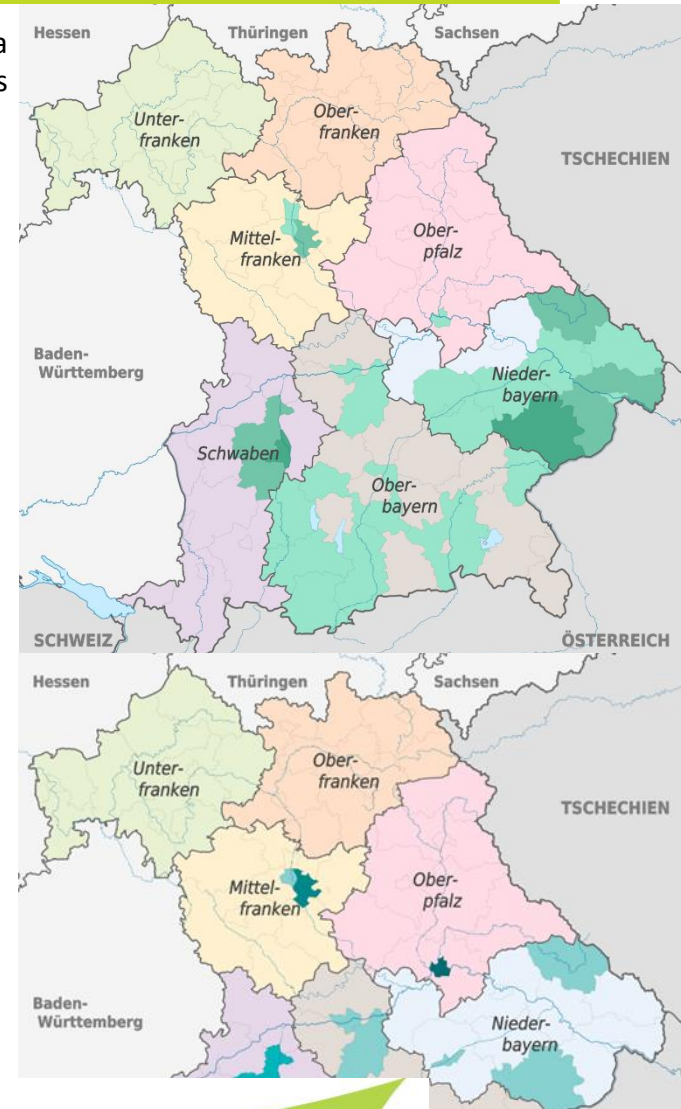 a
s
Hessen
Thüringen
Sachsen
Unter-
franken
Ober-
franken
TSCHECHIEN
Mittel-
franken
Ober-
pfalz
Baden-
Württemberg
Nieder-
bayern
Schwaben
Ober-
bayern
SCHWEIZ
ÖSTERREICH
Hessen
Thüringen
Sachsen
Unter-
franken
Ober-
franken
TSCHECHIEN
Mittel-
franken
Ober-
pfalz
Baden-
Württemberg
Nieder-
bayern